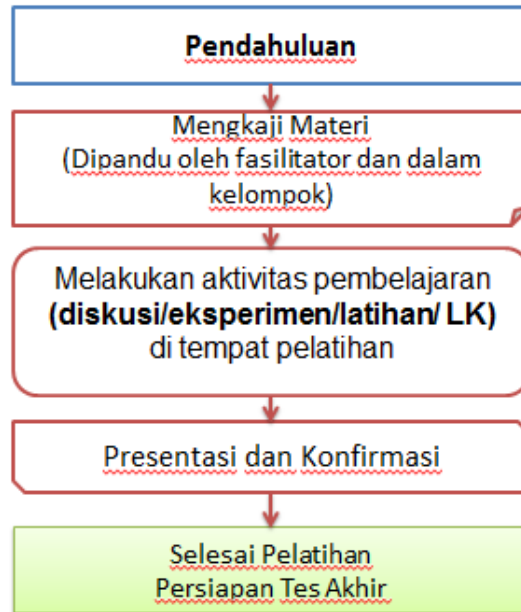 Pendahuluan
Mengkaji Materi
(Dipandu oleh fasilitator dan dalam
kelompok)
Melakukan aktivitas pembelajaran
(diskusi/eksperimen/latihan/ LK)
di tempat pelatihan
Presentasi dan Konfirmasi
Selesai Pelatihan
Persiapan Tes Akhir